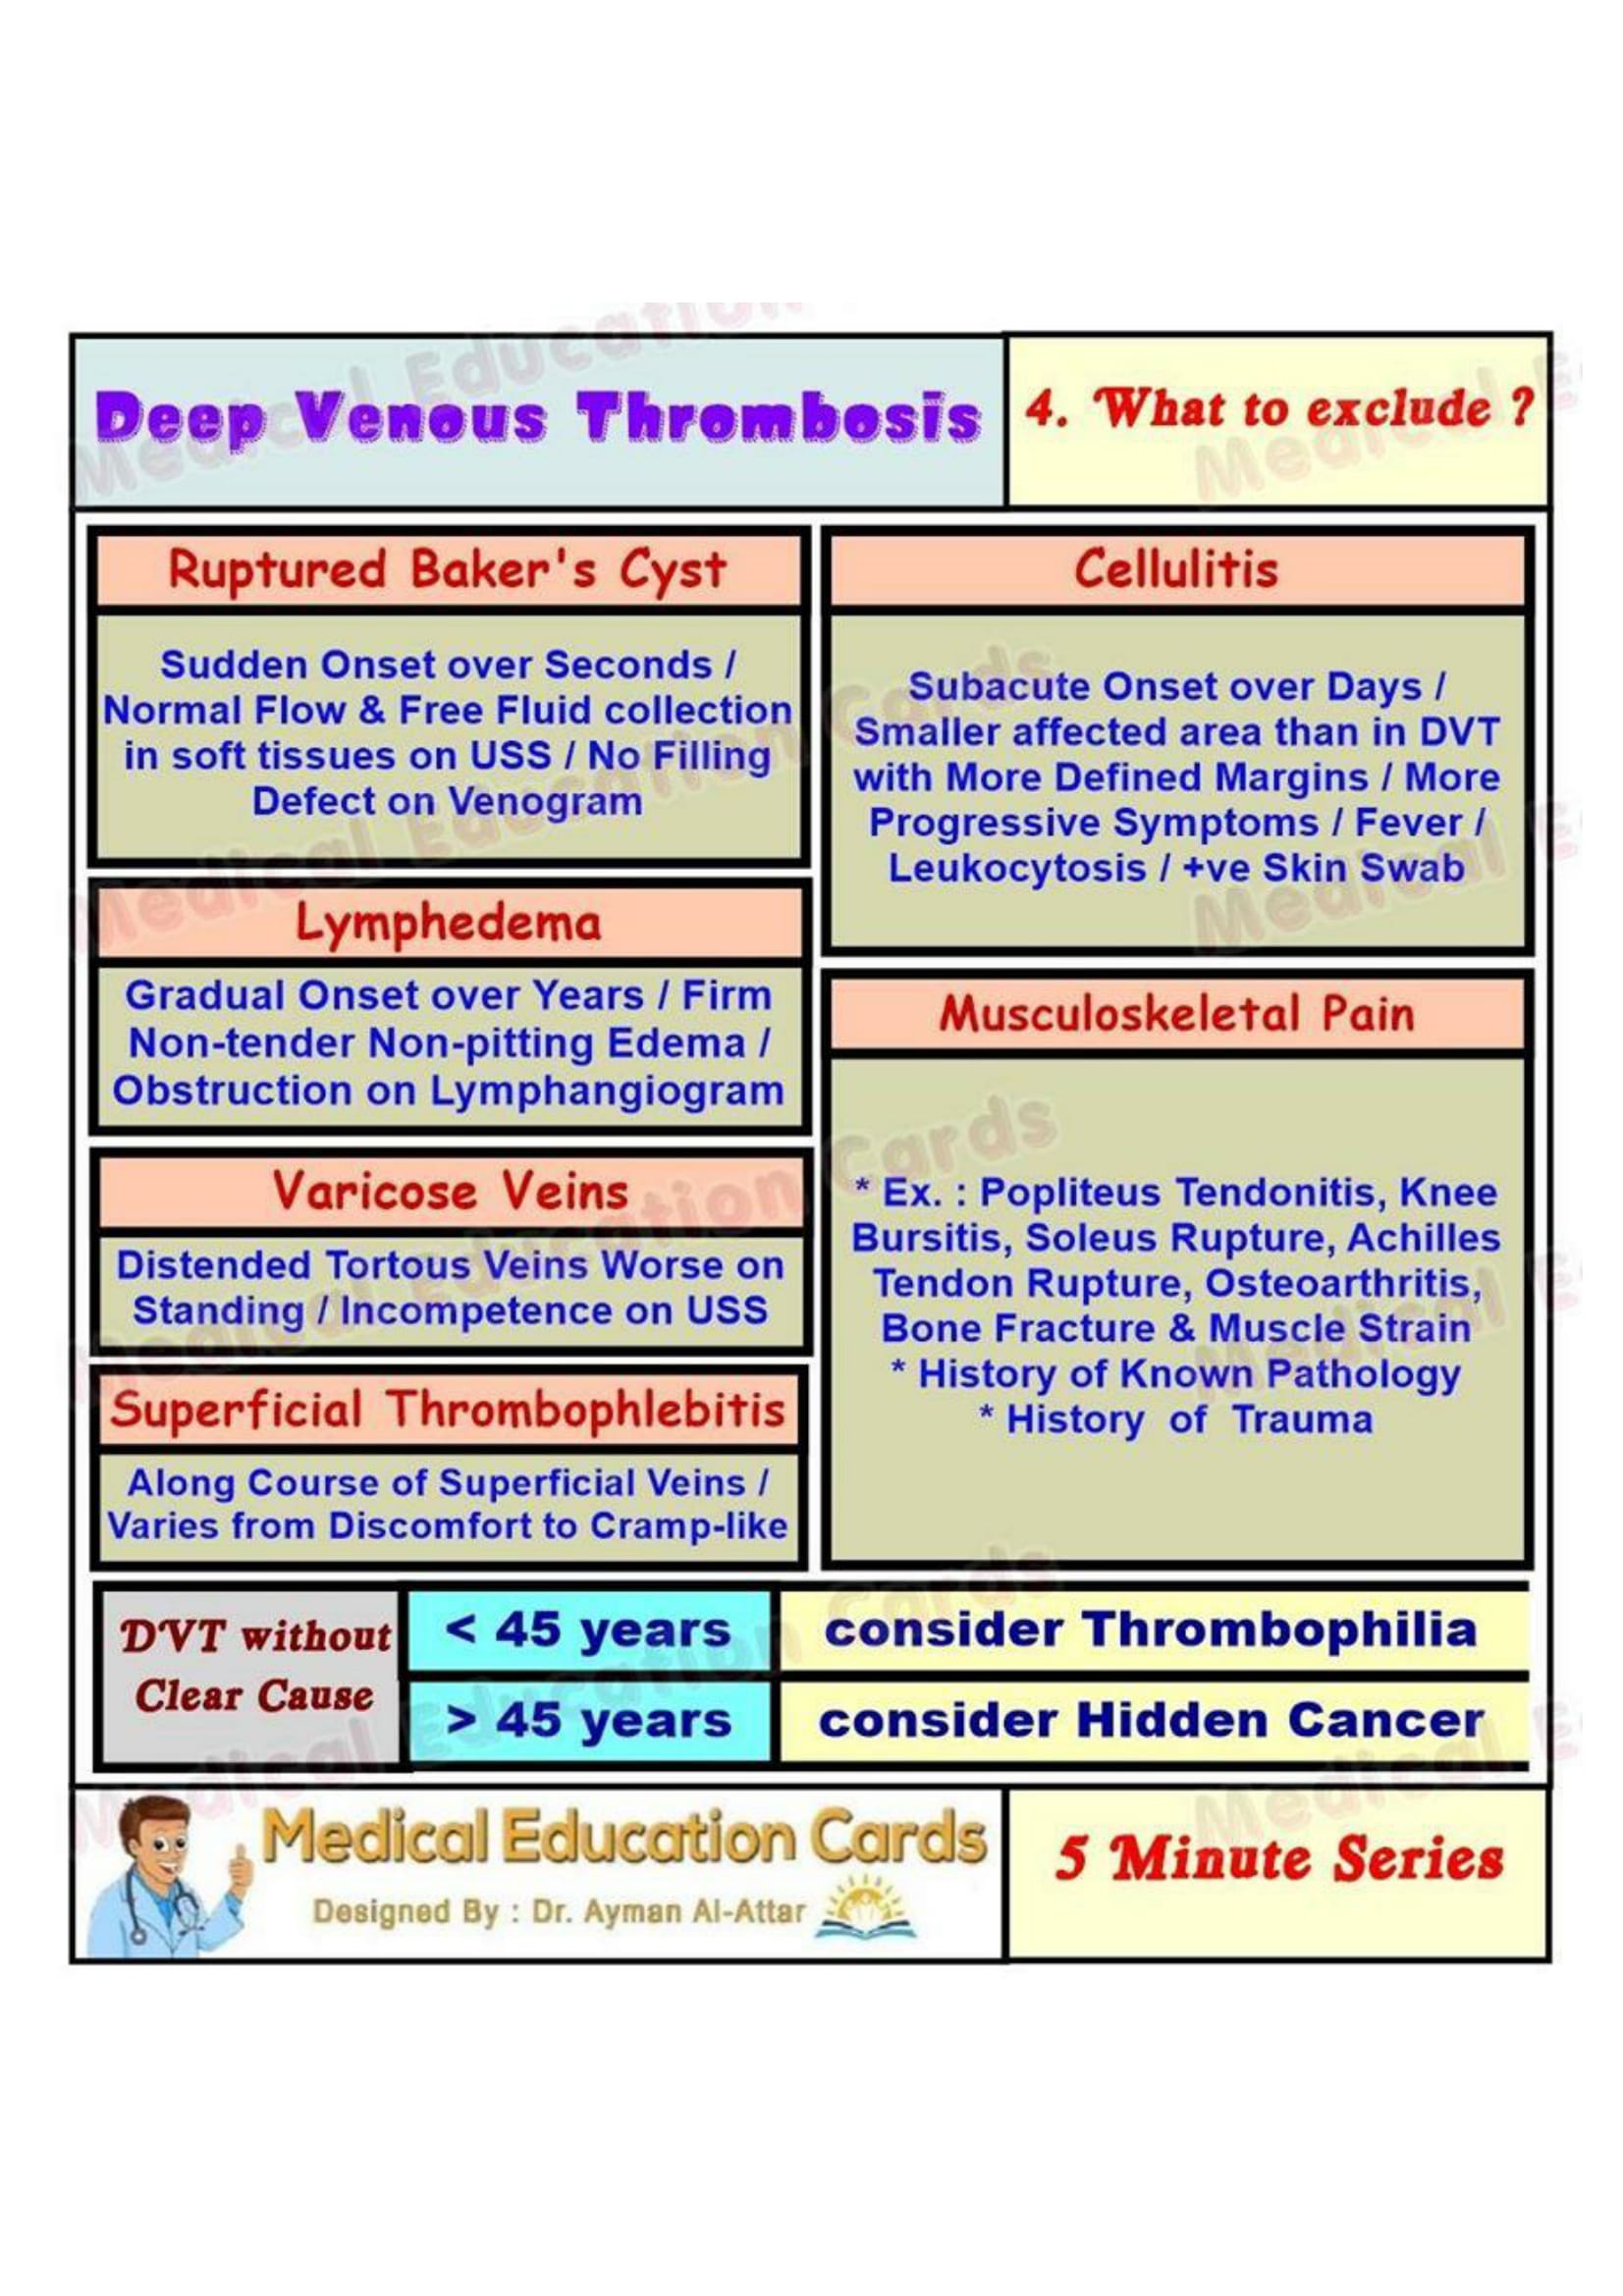 Deep Venous Thrombosis
4. What to exclude ?
Ruptured Baker's Cyst
Sudden Onset over Seconds /
Normal Flow & Free Fluid collection
in soft tissues on USS / No Filling
Defect on Venogram
Lymphedema
Gradual Onset over Years / Firm
Non-tender Non-pitting Edema /
Obstruction on Lymphangiogram
Varicose Veins
Distended Tortous Veins Worse on
Standing / Incompetence on USS
Superficial Thrombophlebitis
Along Course of Superficial Veins /
Varies from Discomfort to Cramp-like
Cellulitis
Subacute Onset over Days /
Smaller affected area than in DVT
with More Defined Margins / More
Progressive Symptoms / Fever /
Leukocytosis / +ve Skin Swab
Musculoskeletal Pain
* Ex. : Popliteus Tendonitis, Knee
Bursitis, Soleus Rupture, Achilles
Tendon Rupture, Osteoarthritis,
Bone Fracture & Muscle Strain
* History of Known Pathology
* History of Trauma
DVT without
Clear Cause
< 45 years
consider Thrombophilia
> 45 years
consider Hidden Cancer
Medical Education Cards
Designed By : Dr. Ayman Al-Attar
5 Minute Series